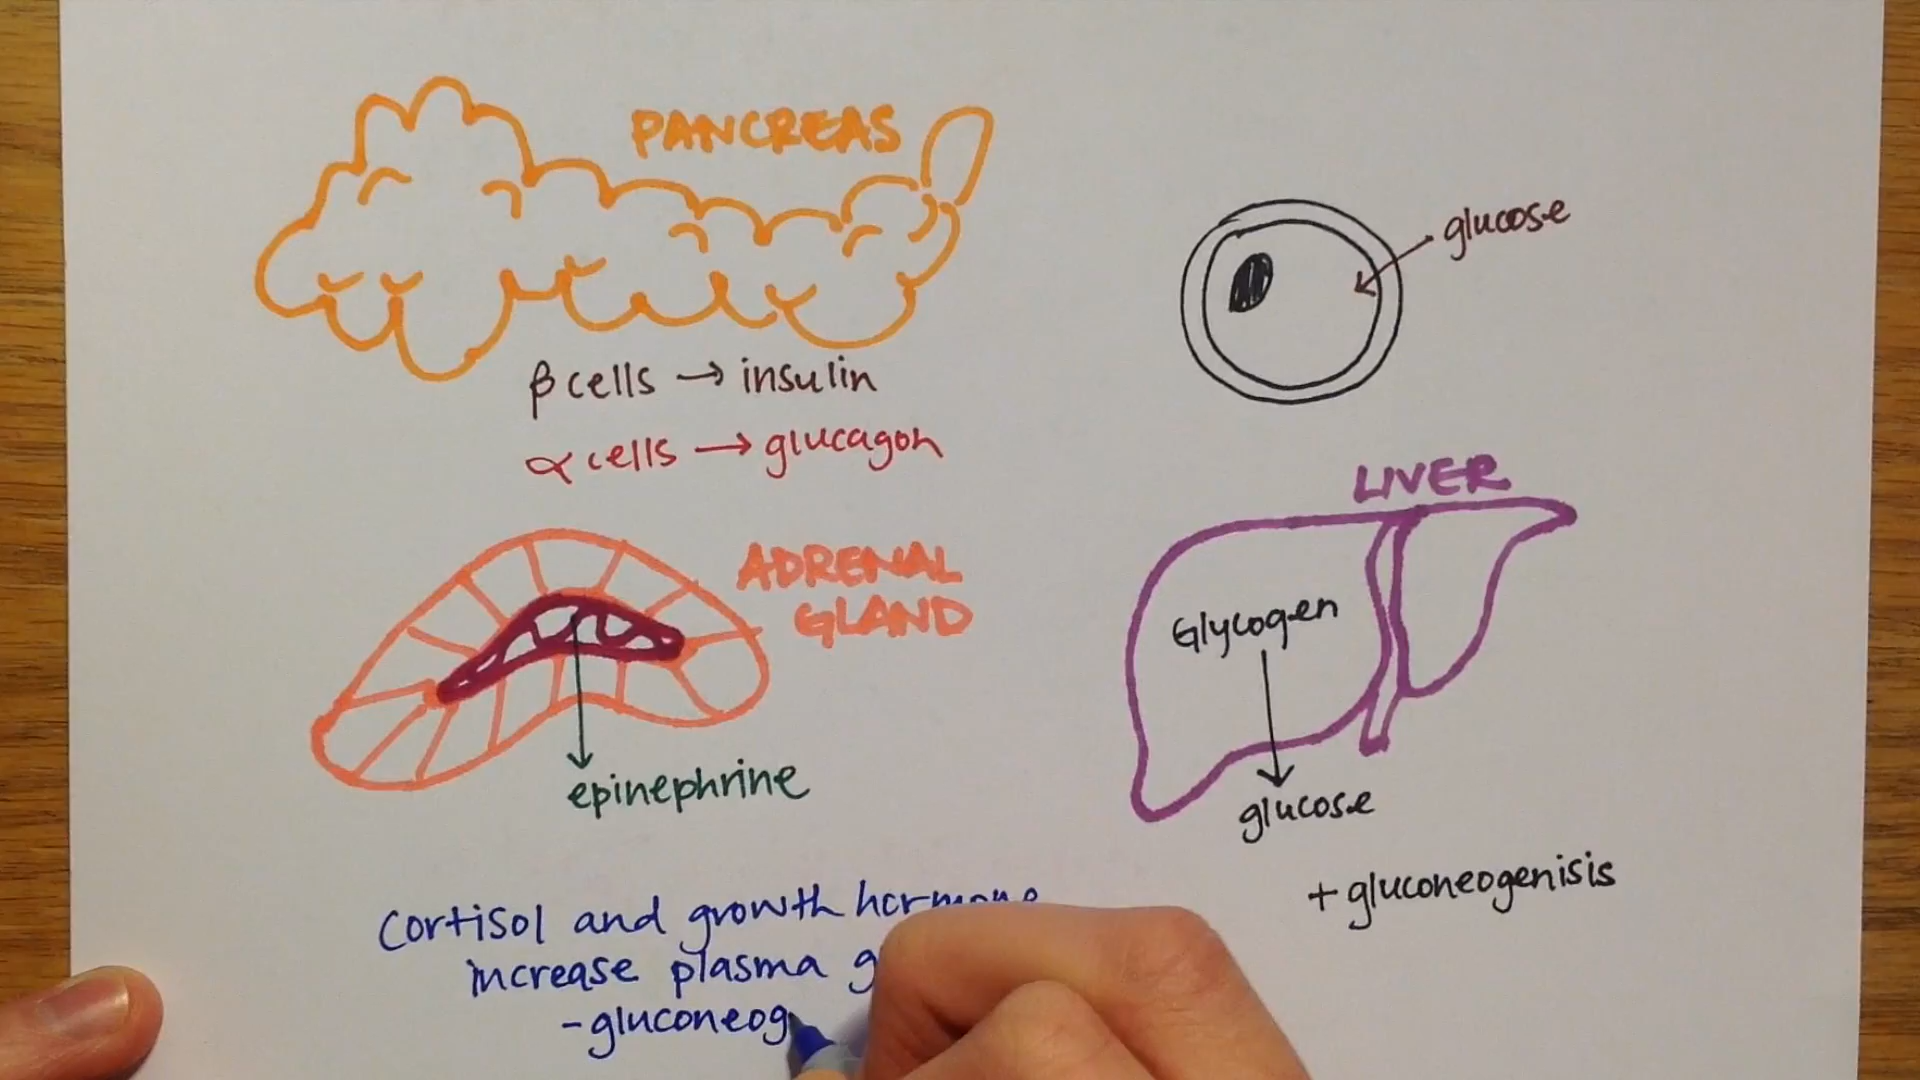 PANCREAS
glucose
β cells → insulin
α cells → glucagon
LIVER
ADRENAL
GLAND
Glycogen
epinephrine
glucose
+ gluconeogenisis
Cortisol and growth hormone
increase plasma
- gluconeog